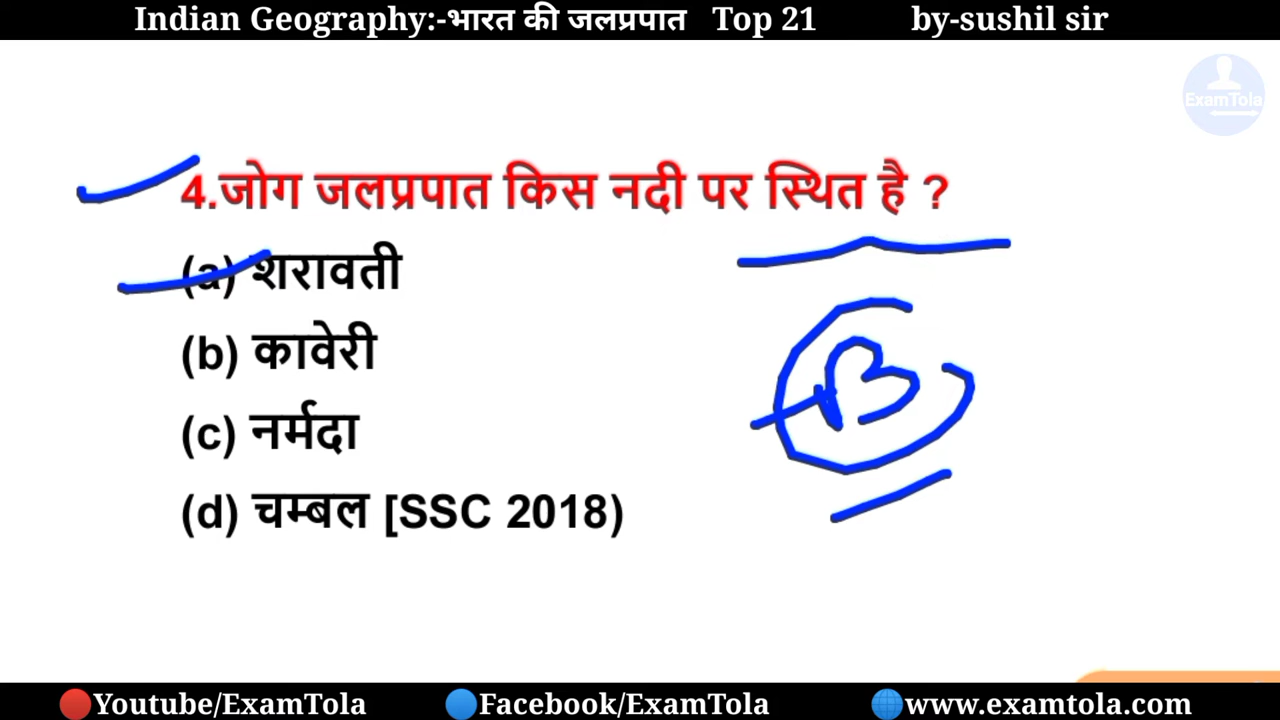 Indian Geography:-भारत की जलप्रपात Top 21 by-sushil sir
ExamTola
4.जोग जलप्रपात किस नदी पर स्थित है ?
(a) शरावती
(b) कावेरी
(c) नर्मदा
(d) चम्बल [SSC 2018)
B
Youtube/ExamTola Facebook/ExamTola www.examtola.com